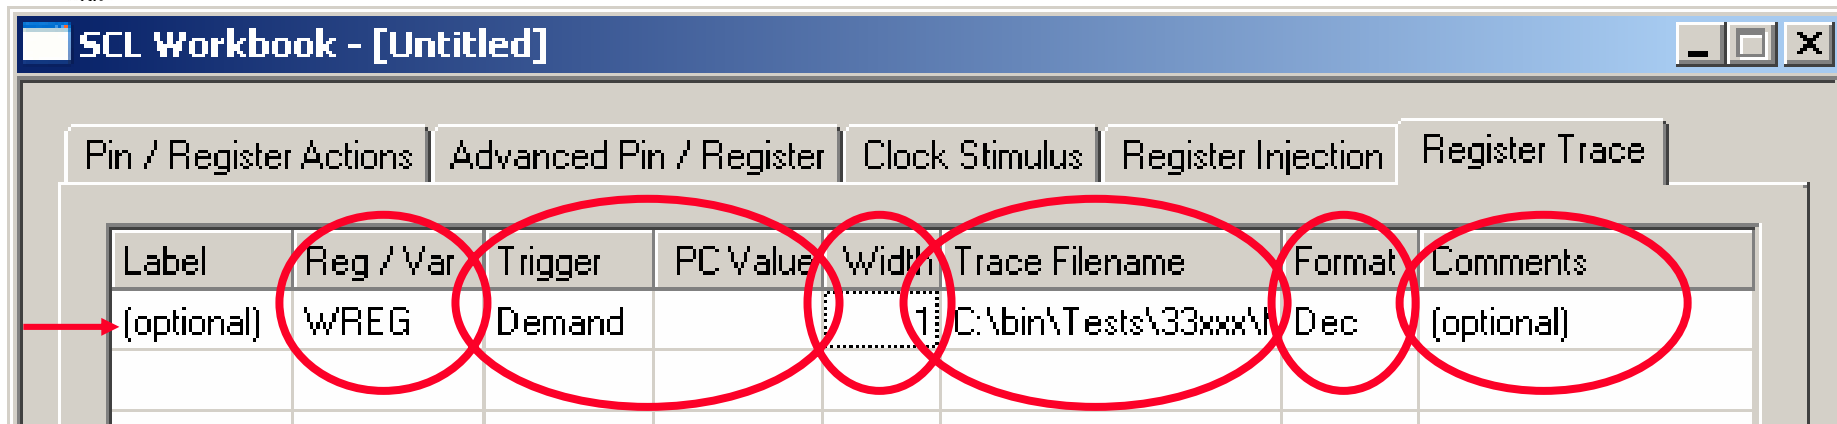 SCL Workbook - [Untitled]
Pin / Register Actions Advanced Pin / Register Clock Stimulus Register Injection Register Trace
Label Reg / Var Trigger PC Value Width Trace Filename Format Comments
(optional) WREG Demand 1 C:\bin\Tests\33xxx\ Dec (optional)